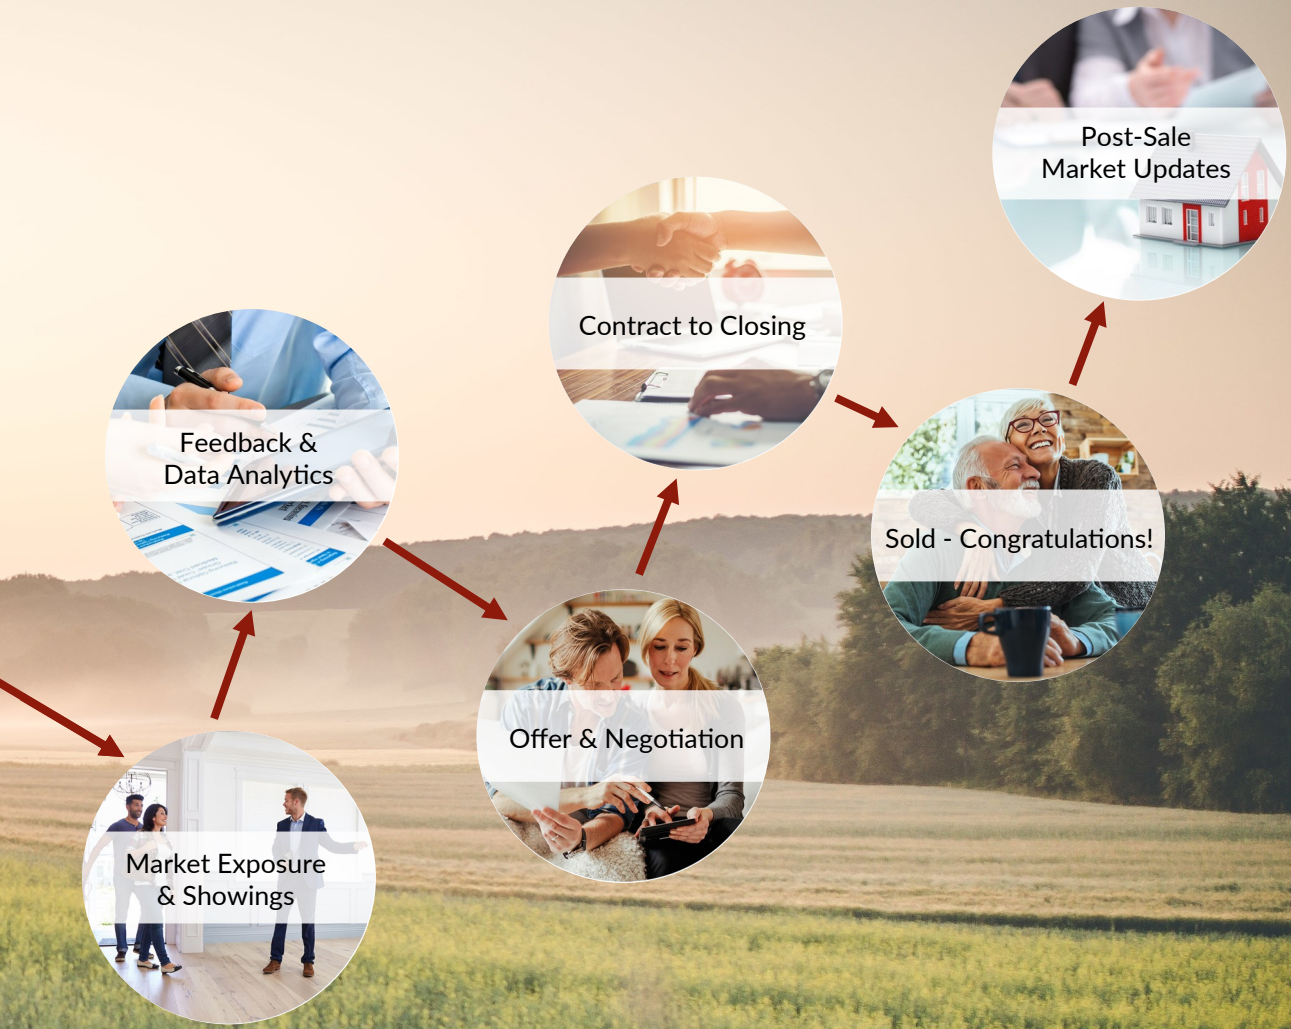 Post-Sale
Market Updates
Contract to Closing
Feedback &
Data Analytics
Sold - Congratulations!
Offer & Negotiation
Market Exposure
& Showings